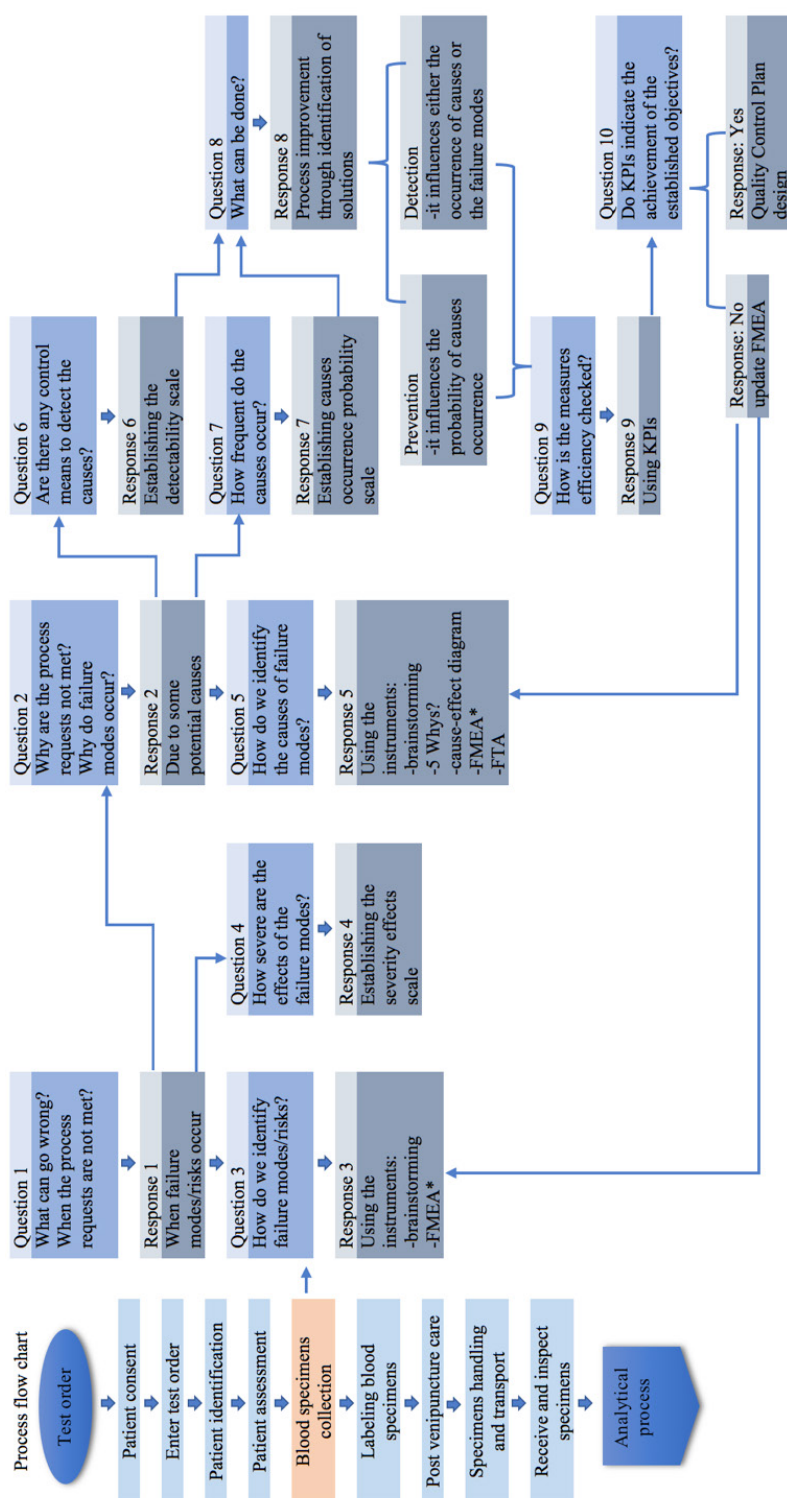 Process flow chart
Test order
Patient consent
Enter test order
Patient identification
Patient assessment
Blood specimens
collection
Labeling blood
specimens
Post venipuncture care
Specimens handling
and transport
Receive and inspect
specimens
Analytical
process
Question 1
What can go wrong?
When the process
requests are not met?
Response 1
When failure
modes/risks occur
Question 3
How do we identify
failure modes/risks?
Response 3
Using the
instruments:
-brainstorming
-FMEA*
Question 4
How severe are the
effects of the
failure modes?
Response 4
Establishing the
severity effects
scale
Question 2
Why are the process
requests not met?
Why do failure
modes occur?
Response 2
Due to some
potential causes
Question 5
How do we identify
the causes of failure
modes?
Response 5
Using the
instruments:
-brainstorming
-5 Whys?
-cause-effect diagram
-FMEA*
-FTA
Question 6
Are there any control
means to detect the
causes?
Response 6
Establishing the
detectability scale
Question 7
How frequent do the
causes occur?
Response 7
Establishing causes
occurrence probability
scale
Question 8
What can be done?
Response 8
Process improvement
through identification of
solutions
Prevention
-it influences the
probability of causes
occurrence
Detection
-it influences either the
occurrence of causes or
the failure modes
Question 9
How is the measures
efficiency checked?
Response 9
Using KPIs
Question 10
Do KPIs indicate the
achievement of the
established objectives?
Response: No
update FMEA
Response: Yes
Quality Control Plan
design